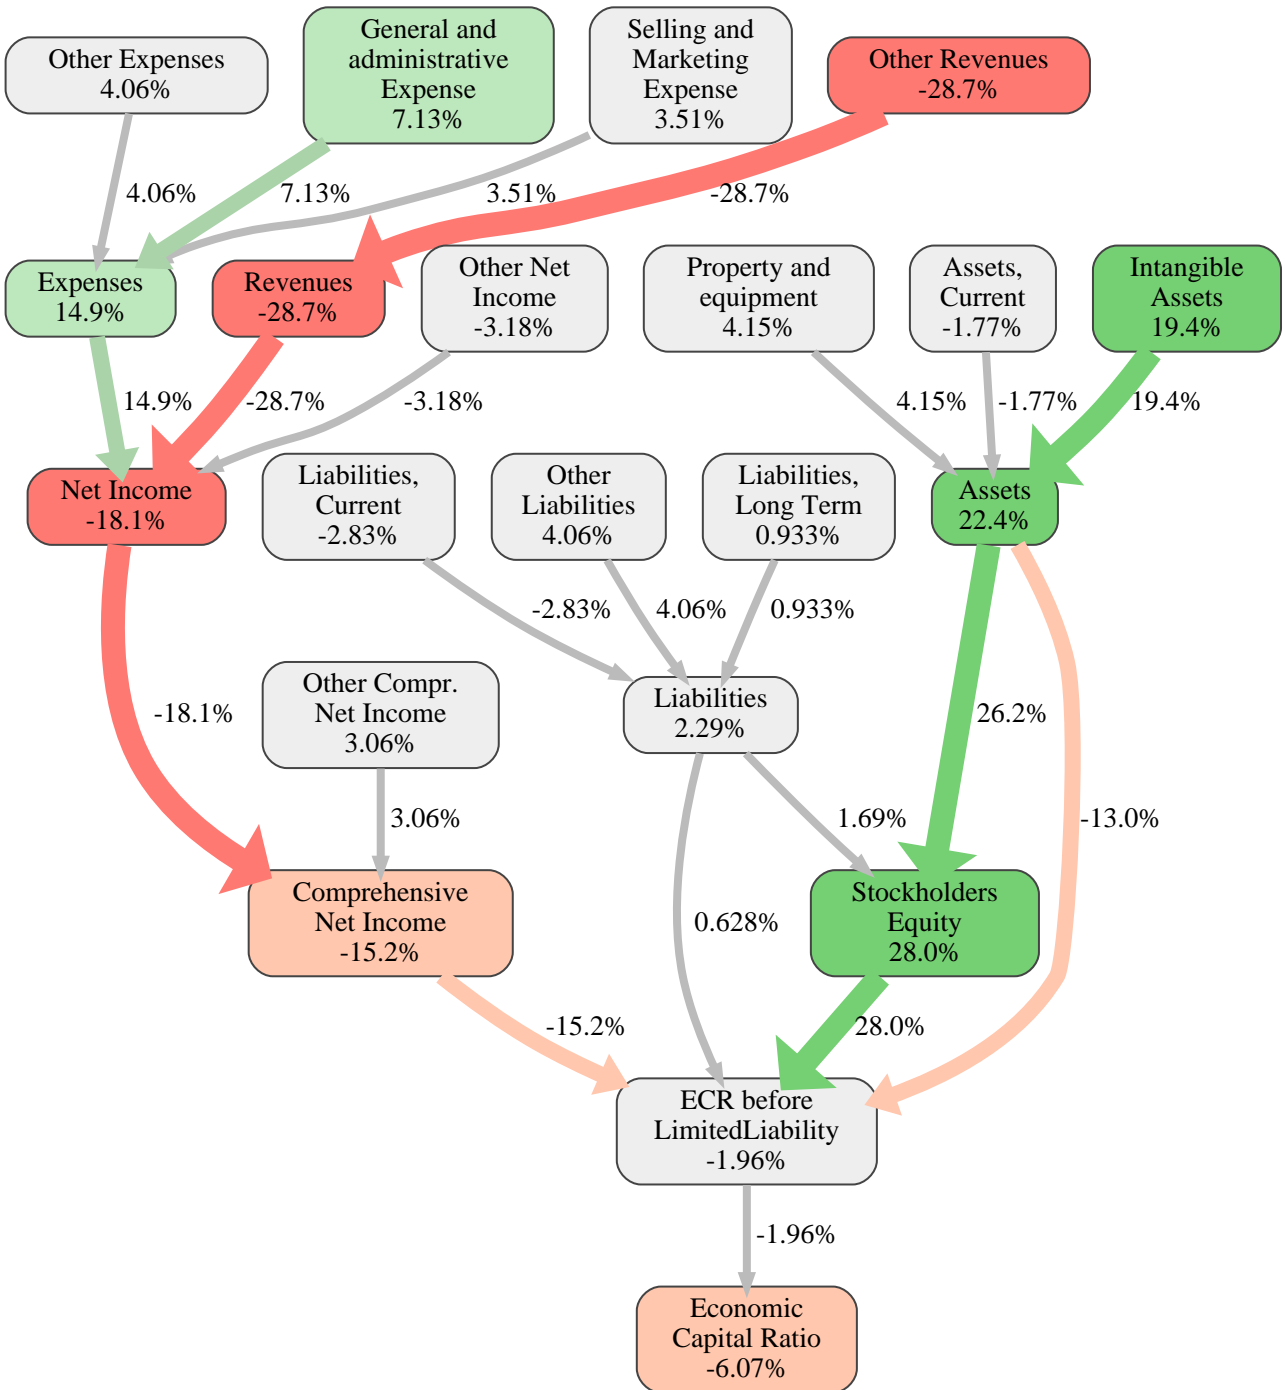 Other Expenses
4.06%
General and
administrative
Expense
7.13%
Selling and
Marketing
Expense
3.51%
Other Revenues
-28.7%
4.06%
7.13%
3.51%
-28.7%
Expenses
14.9%
Revenues
-28.7%
Other Net
Income
-3.18%
Property and
equipment
4.15%
Assets,
Current
-1.77%
Intangible
Assets
19.4%
14.9%
-28.7%
-3.18%
4.15%
-1.77%
19.4%
Net Income
-18.1%
Liabilities,
Current
-2.83%
Other
Liabilities
4.06%
Liabilities,
Long Term
0.933%
Assets
22.4%
-2.83%
4.06%
0.933%
Other Compr.
Net Income
3.06%
Liabilities
2.29%
-18.1%
26.2%
3.06%
1.69%
-13.0%
Comprehensive
Net Income
-15.2%
0.628%
Stockholders
Equity
28.0%
-15.2%
28.0%
ECR before
LimitedLiability
-1.96%
-1.96%
Economic
Capital Ratio
-6.07%